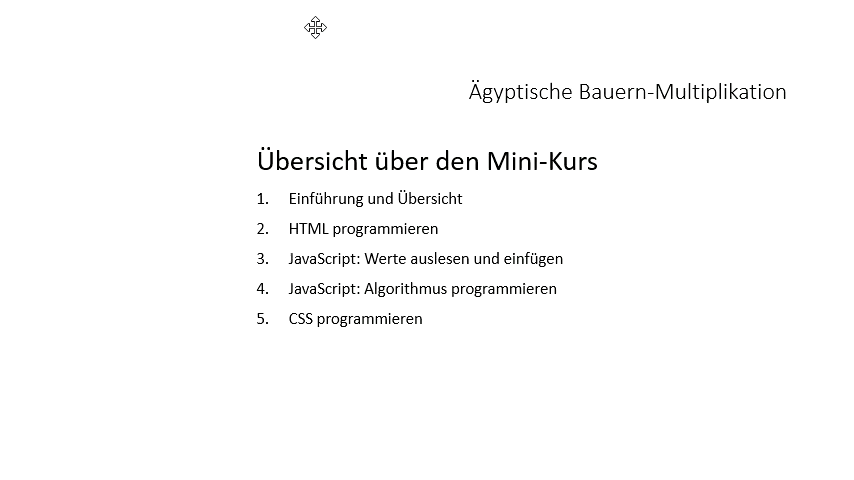 Ägyptische Bauern-Multiplikation
Übersicht über den Mini-Kurs
1. Einführung und Übersicht
2. HTML programmieren
3. JavaScript: Werte auslesen und einfügen
4. JavaScript: Algorithmus programmieren
5. CSS programmieren